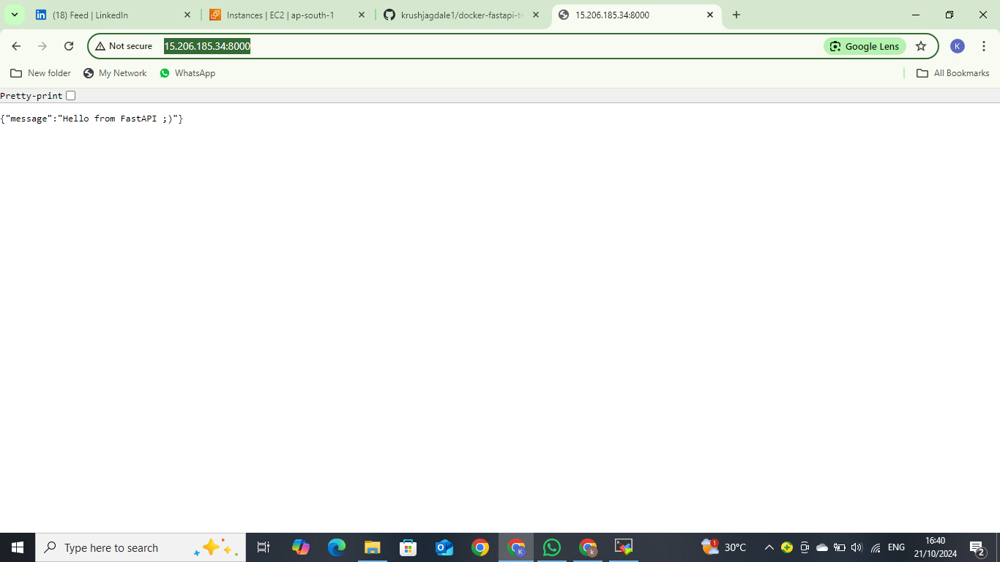 (18) Feed | LinkedIn
Instances | EC2 | ap-south-1
krushjagdale1/docker-fastapi-te
15.206.185.34:8000
Not secure
15.206.185.34:8000
Google Lens
K
New folder
My Network
WhatsApp
All Bookmarks
Pretty-print
{"message":"Hello from FastAPI ;)"}
Type here to search
1
30°C
ENG
16:40
21/10/2024
2